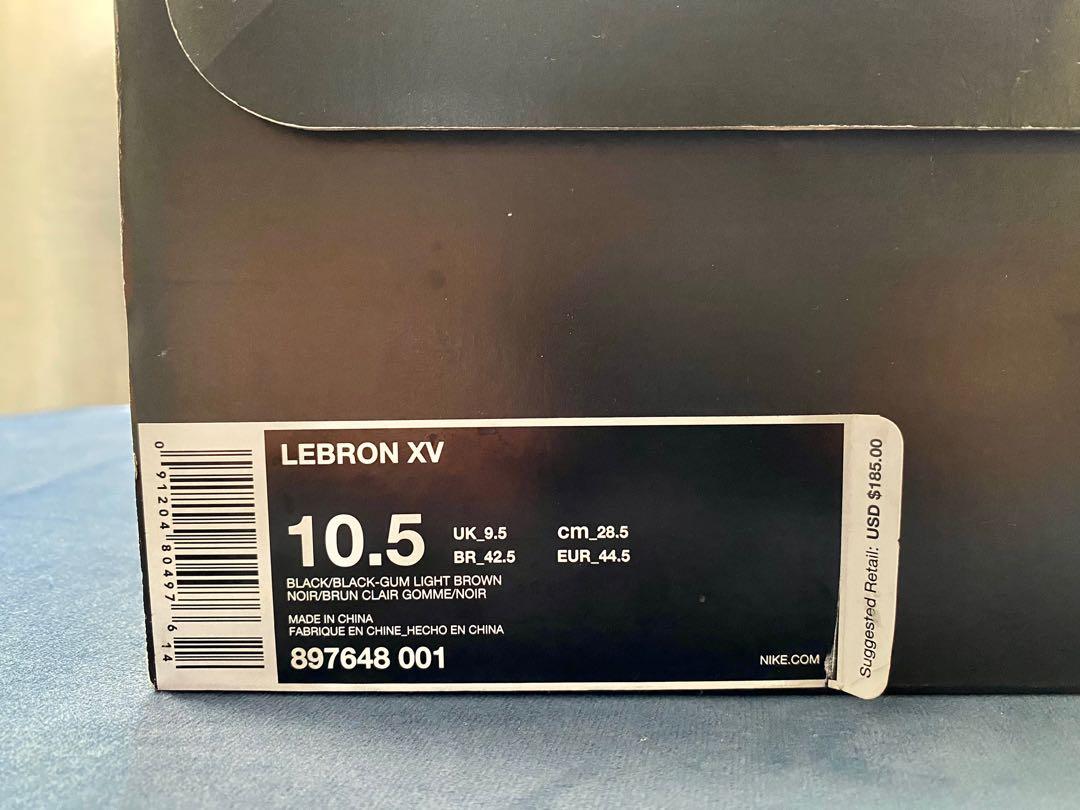 LEBRON XV
10.5
UK_9.5 cm_28.5
BR_42.5 EUR_44.5
BLACK/BLACK-GUM LIGHT BROWN
NOIR/BRUN CLAIR GOMME/NOIR
MADE IN CHINA
FABRIQUE EN CHINE_HECHO EN CHINA
897648 001
NIKE.COM
0 91204 80497 6 14
Suggested Retail: USD $185.00